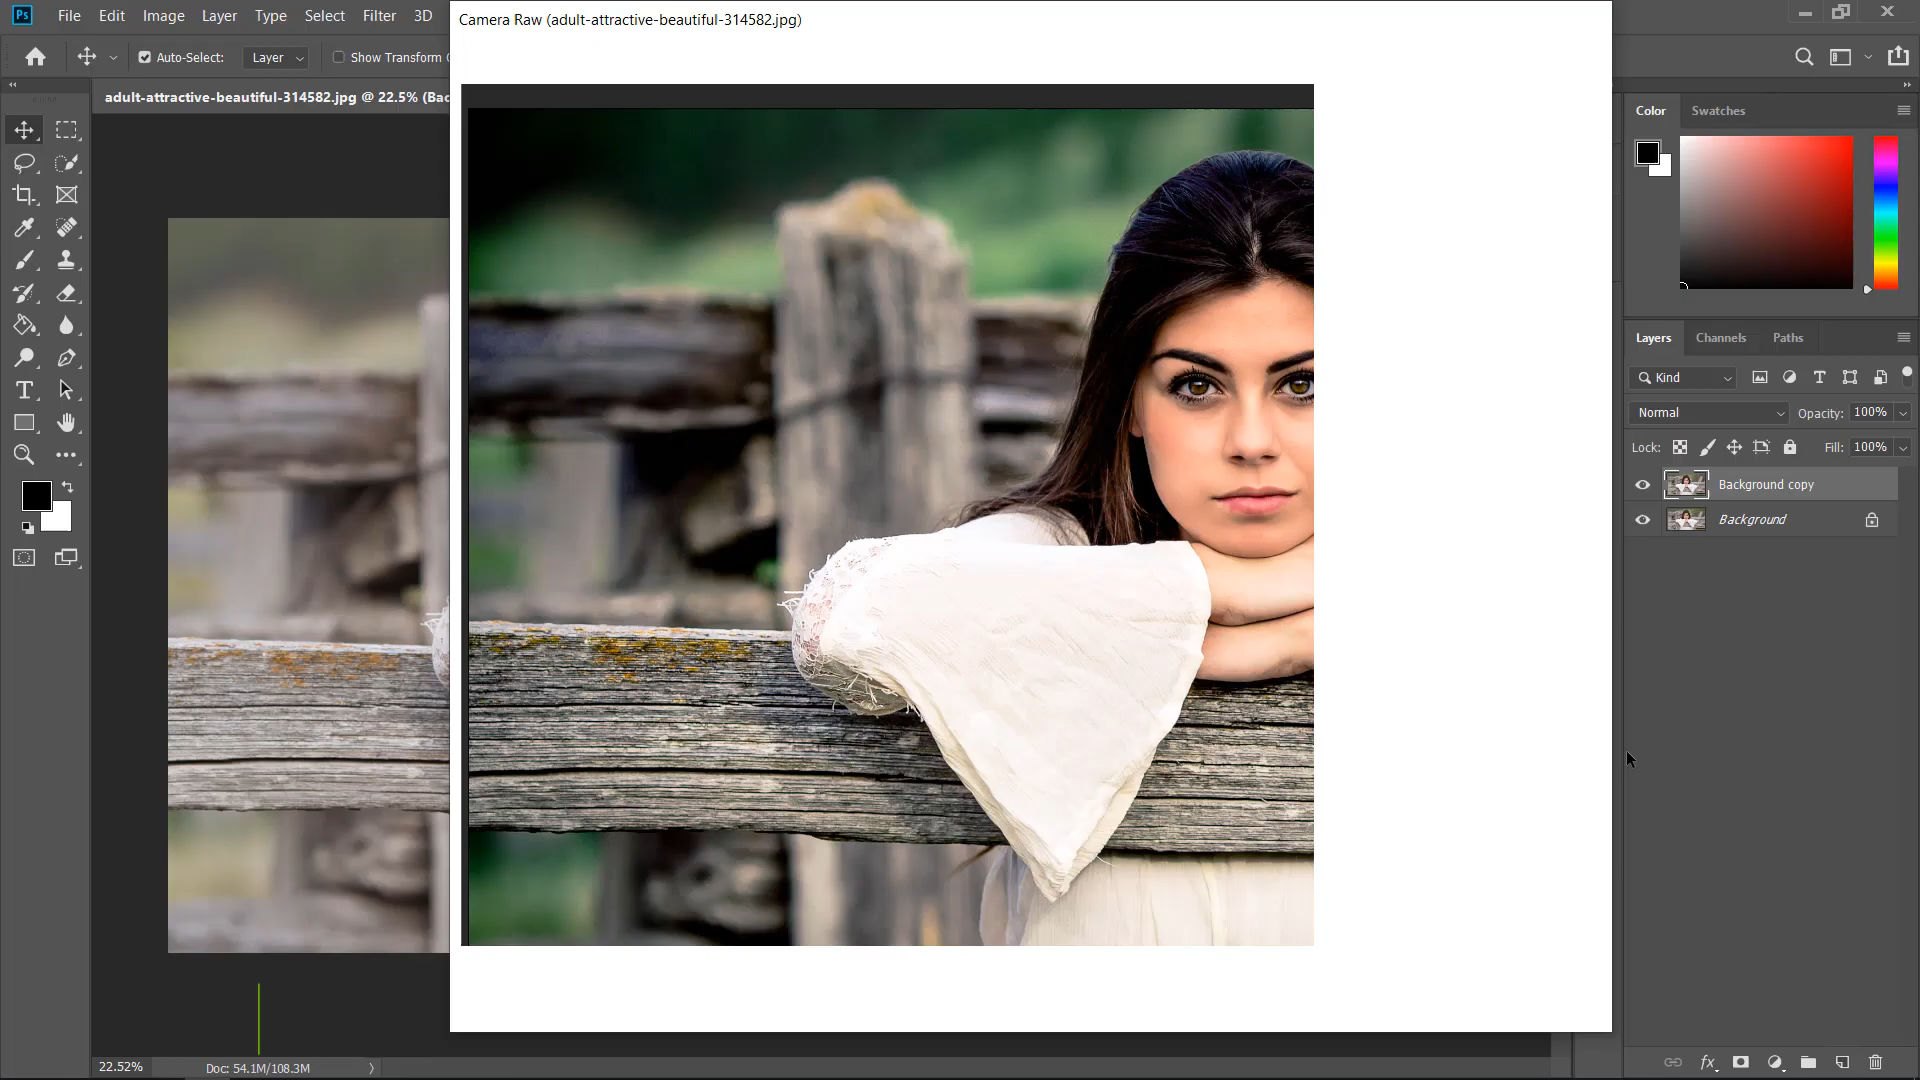 Ps File Edit Image Layer Type Select Filter 3D
Camera Raw (adult-attractive-beautiful-314582.jpg)
Auto-Select: Layer Show Transform
adult-attractive-beautiful-314582.jpg @ 22.5% (Bac
Color Swatches
Layers Channels Paths
Kind
Normal Opacity: 100%
Lock: Fill: 100%
Background copy
Background
22.52% Doc: 54.1M/108.3M
fx